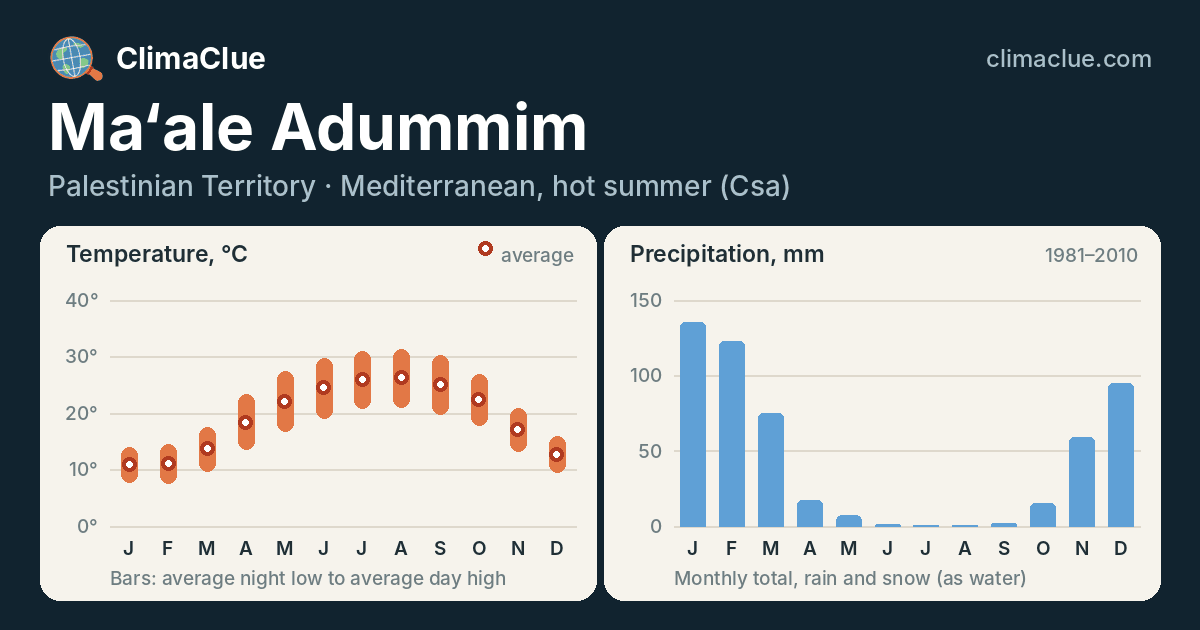 ClimaClue
climaclue.com
Ma‘ale Adummim
Palestinian Territory · Mediterranean, hot summer (Csa)
Temperature, °C
average
40°
30°
20°
10°
0°
J F M A M J J A S O N D
Bars: average night low to average day high
Precipitation, mm
1981–2010
150
100
50
0
J F M A M J J A S O N D
Monthly total, rain and snow (as water)